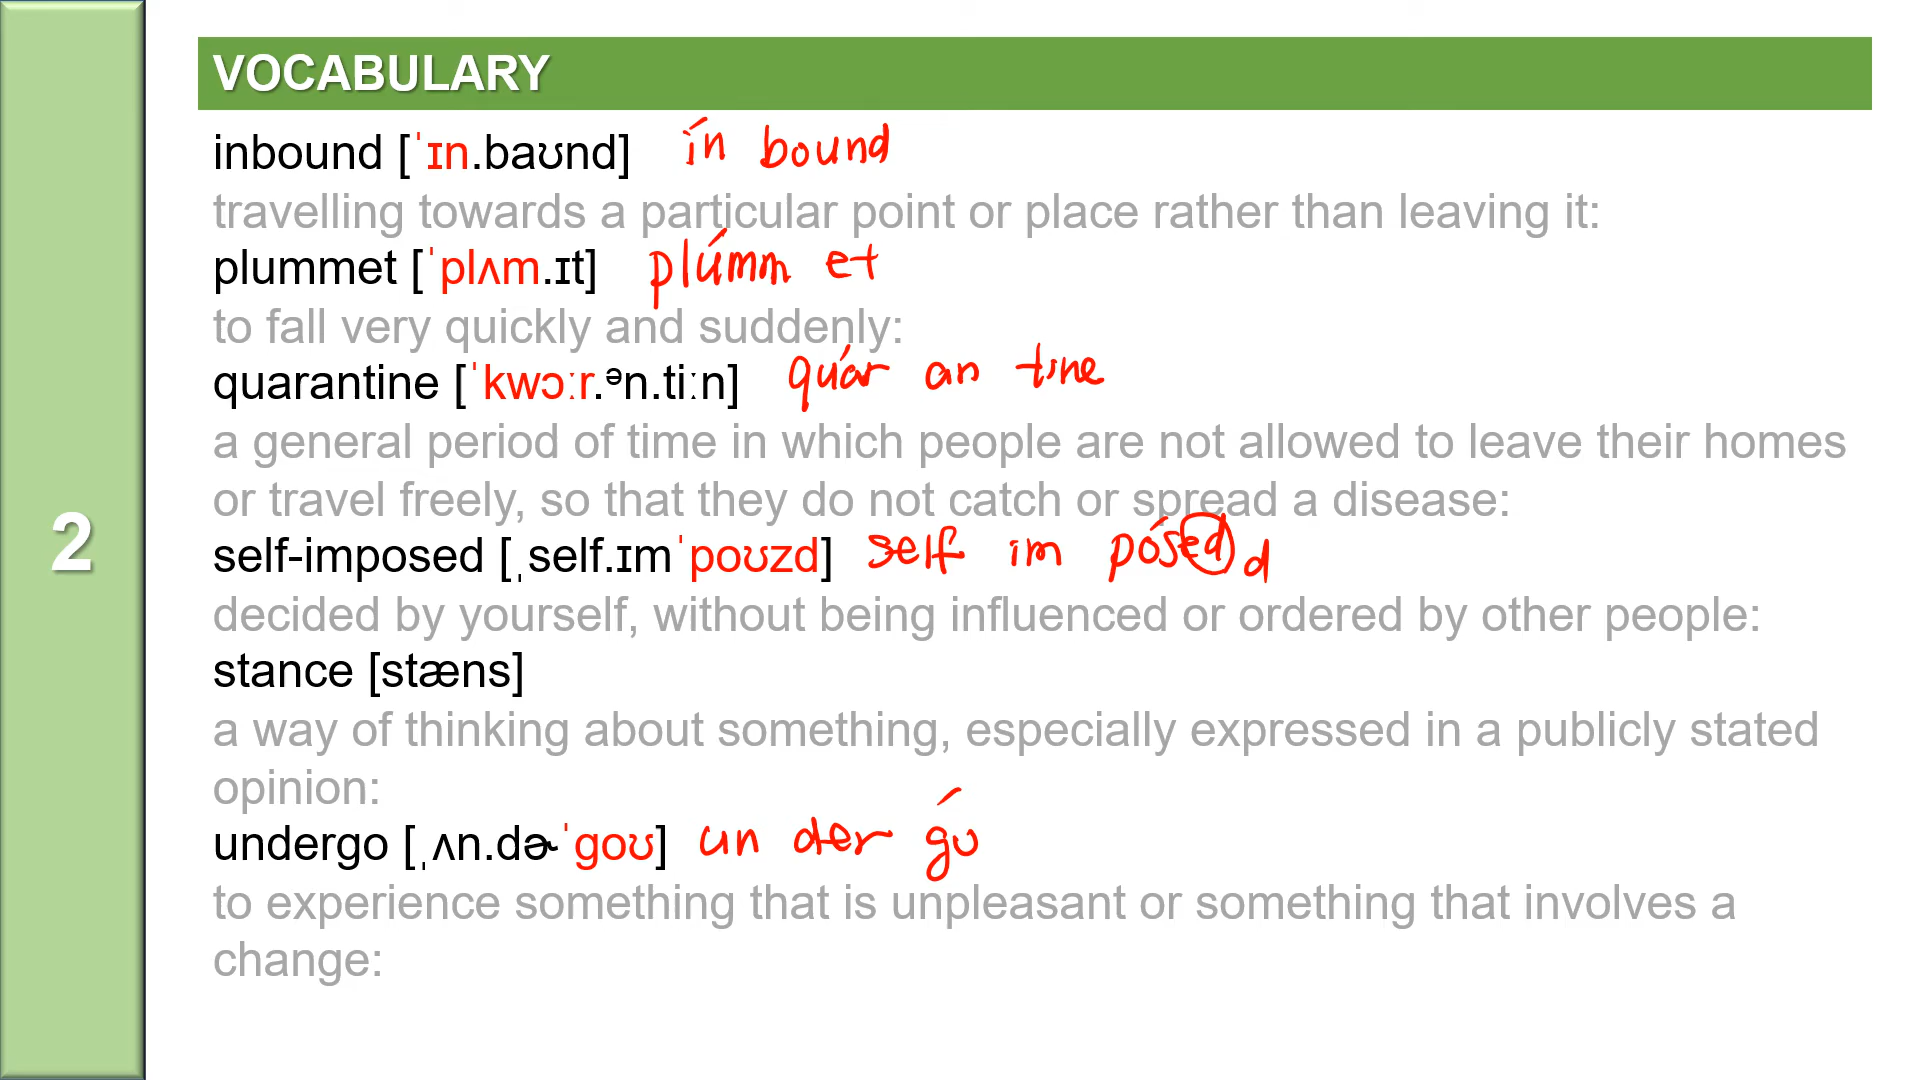 VOCABULARY
inbound [ˈɪn.baʊnd] ín bound
travelling towards a particular point or place rather than leaving it:
plummet [ˈplʌm.ɪt] plúmm et
to fall very quickly and suddenly:
quarantine [ˈkwɔːr.ᵊn.tiːn] quár an tine
a general period of time in which people are not allowed to leave their homes
or travel freely, so that they do not catch or spread a disease:
2
self-imposed [ˌself.ɪmˈpoʊzd] self im pósed d
decided by yourself, without being influenced or ordered by other people:
stance [stæns]
a way of thinking about something, especially expressed in a publicly stated
opinion:
undergo [ˌʌn.dɚˈɡoʊ] un der gó
to experience something that is unpleasant or something that involves a
change: